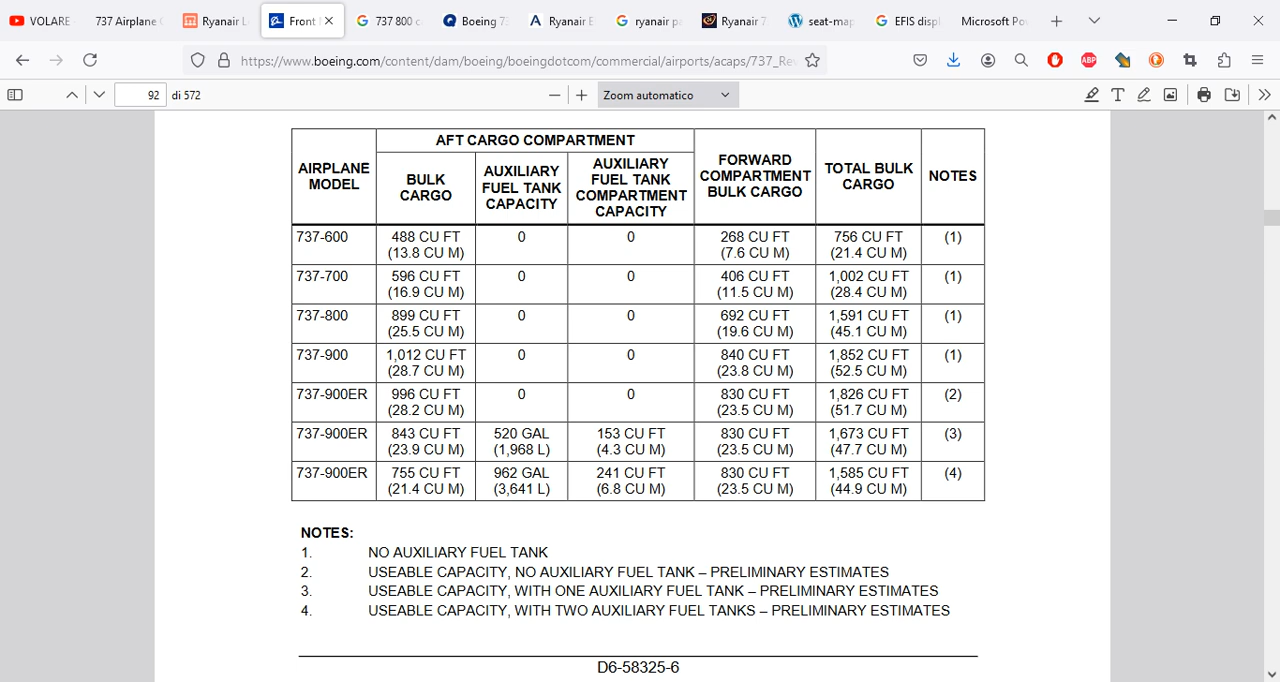 VOLARE
737 Airplane C
Ryanair L
Front
737 800 c
Boeing 7
Ryanair E
ryanair pa
Ryanair 7
seat-map
EFIS displ
Microsoft Po
https://www.boeing.com/content/dam/boeing/boeingdotcom/commercial/airports/acaps/737_Re
ABP
92 di 572
Zoom automatico
AFT CARGO COMPARTMENT
AIRPLANE
MODEL
BULK
CARGO
AUXILIARY
FUEL TANK
CAPACITY
AUXILIARY
FUEL TANK
COMPARTMENT
CAPACITY
FORWARD
COMPARTMENT
BULK CARGO
TOTAL BULK
CARGO
NOTES
737-600 488 CU FT 0 0 268 CU FT 756 CU FT (1)
(13.8 CU M) (7.6 CU M) (21.4 CU M)
737-700 596 CU FT 0 0 406 CU FT 1,002 CU FT (1)
(16.9 CU M) (11.5 CU M) (28.4 CU M)
737-800 899 CU FT 0 0 692 CU FT 1,591 CU FT (1)
(25.5 CU M) (19.6 CU M) (45.1 CU M)
737-900 1,012 CU FT 0 0 840 CU FT 1,852 CU FT (1)
(28.7 CU M) (23.8 CU M) (52.5 CU M)
737-900ER 996 CU FT 0 0 830 CU FT 1,826 CU FT (2)
(28.2 CU M) (23.5 CU M) (51.7 CU M)
737-900ER 843 CU FT 520 GAL 153 CU FT 830 CU FT 1,673 CU FT (3)
(23.9 CU M) (1,968 L) (4.3 CU M) (23.5 CU M) (47.7 CU M)
737-900ER 755 CU FT 962 GAL 241 CU FT 830 CU FT 1,585 CU FT (4)
(21.4 CU M) (3,641 L) (6.8 CU M) (23.5 CU M) (44.9 CU M)
NOTES:
1. NO AUXILIARY FUEL TANK
2. USEABLE CAPACITY, NO AUXILIARY FUEL TANK – PRELIMINARY ESTIMATES
3. USEABLE CAPACITY, WITH ONE AUXILIARY FUEL TANK – PRELIMINARY ESTIMATES
4. USEABLE CAPACITY, WITH TWO AUXILIARY FUEL TANKS – PRELIMINARY ESTIMATES
D6-58325-6